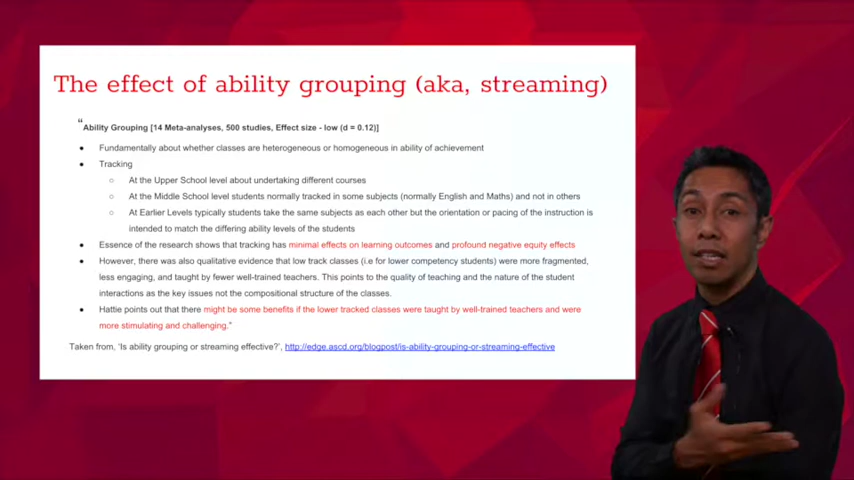 The effect of ability grouping (aka, streaming)
“Ability Grouping [14 Meta-analyses, 500 studies, Effect size - low (d = 0.12)]
● Fundamentally about whether classes are heterogeneous or homogeneous in ability of achievement
● Tracking
○ At the Upper School level about undertaking different courses
○ At the Middle School level students normally tracked in some subjects (normally English and Maths) and not in others
○ At Earlier Levels typically students take the same subjects as each other but the orientation or pacing of the instruction is
intended to match the differing ability levels of the students
● Essence of the research shows that tracking has minimal effects on learning outcomes and profound negative equity effects
● However, there was also qualitative evidence that low track classes (i.e for lower competency students) were more fragmented,
less engaging, and taught by fewer well-trained teachers. This points to the quality of teaching and the nature of the student
interactions as the key issues not the compositional structure of the classes.
● Hattie points out that there might be some benefits if the lower tracked classes were taught by well-trained teachers and were
more stimulating and challenging.”
Taken from, ‘Is ability grouping or streaming effective?’, http://edge.ascd.org/blogpost/is-ability-grouping-or-streaming-effective